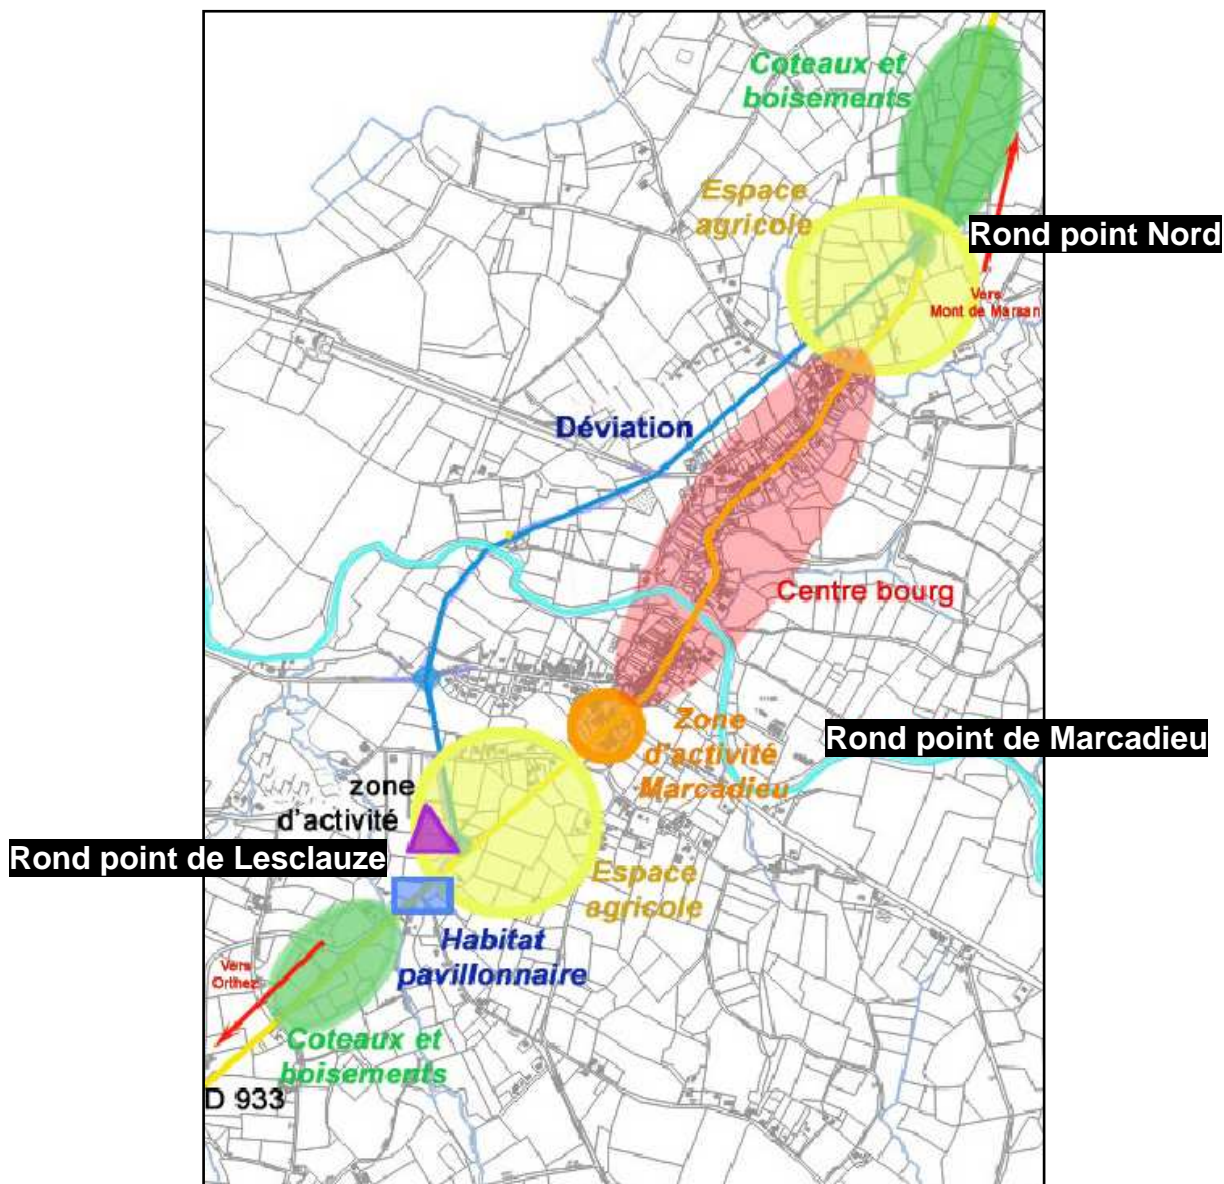 Coteaux et
boisements
Espace
agricole
Rond point Nord
Vers
Mont de Marsan
Déviation
Centre bourg
Zone
d'activité
Marcadieu
Rond point de Marcadieu
zone
d'activité
Rond point de Lesclauze
Espace
agricole
Habitat
pavillonnaire
Vers
Orthez
Coteaux et
boisements
D 933